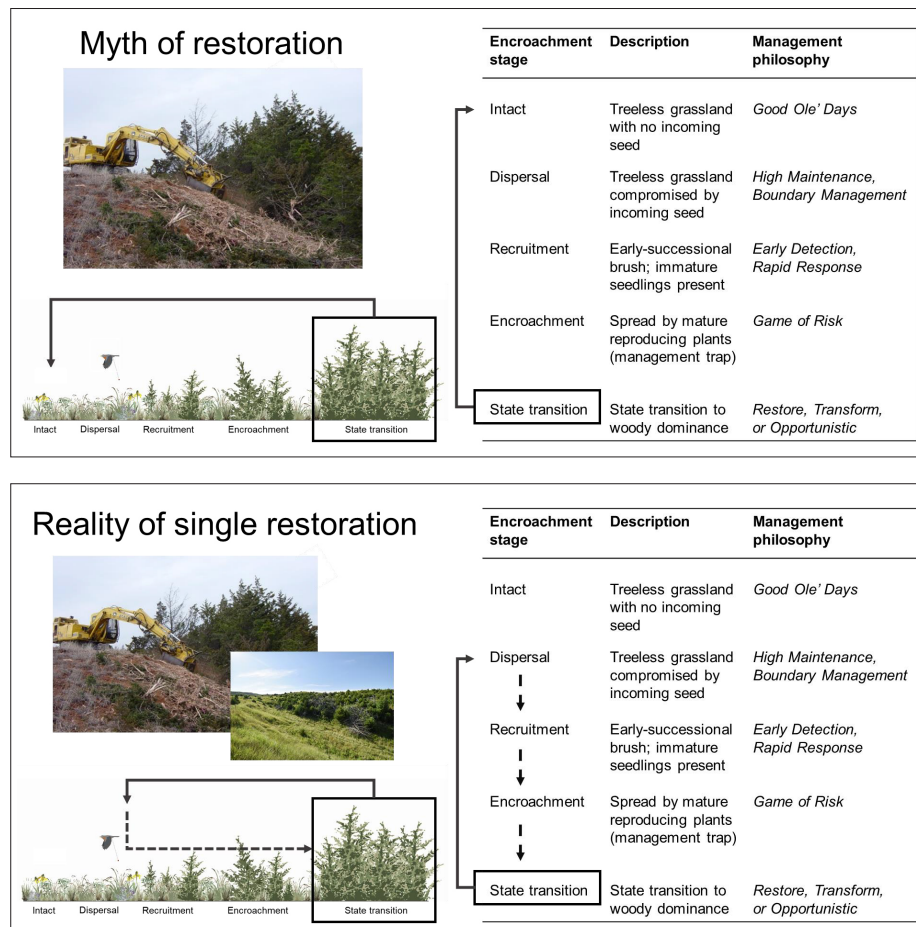 Myth of restoration
Encroachment stage Description Management philosophy
Intact Treeless grassland with no incoming seed Good Ole’ Days
Dispersal Treeless grassland compromised by incoming seed High Maintenance, Boundary Management
Recruitment Early-successional brush; immature seedlings present Early Detection, Rapid Response
Encroachment Spread by mature reproducing plants (management trap) Game of Risk
State transition State transition to woody dominance Restore, Transform, or Opportunistic
Intact Dispersal Recruitment Encroachment State transition
Reality of single restoration
Encroachment stage Description Management philosophy
Intact Treeless grassland with no incoming seed Good Ole’ Days
Dispersal Treeless grassland compromised by incoming seed High Maintenance, Boundary Management
Recruitment Early-successional brush; immature seedlings present Early Detection, Rapid Response
Encroachment Spread by mature reproducing plants (management trap) Game of Risk
State transition State transition to woody dominance Restore, Transform, or Opportunistic
Intact Dispersal Recruitment Encroachment State transition